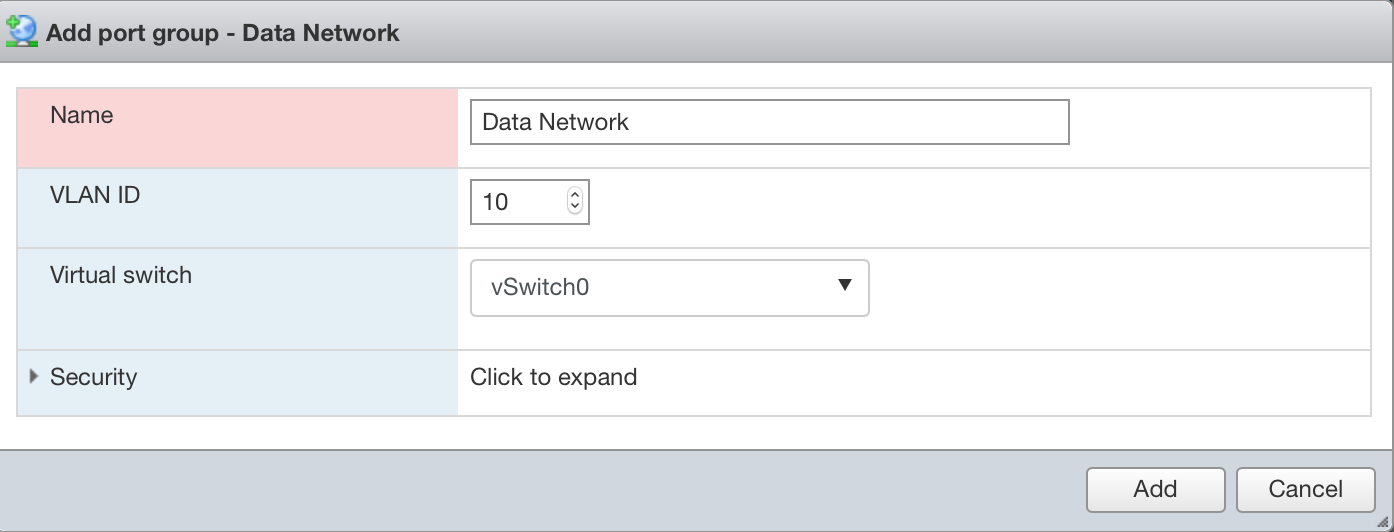 Add port group - Data Network
Name
Data Network
VLAN ID
10
Virtual switch
vSwitch0
Security
Click to expand
Add
Cancel